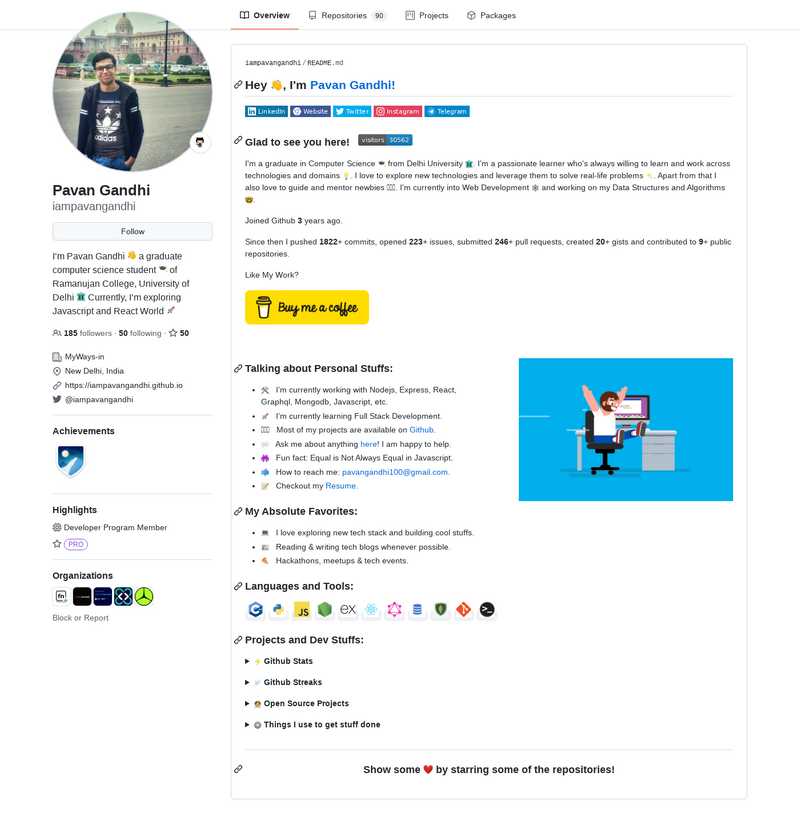 Overview
Repositories 90
Projects
Packages
adidas
Pavan Gandhi
iampavangandhi
Follow
I'm Pavan Gandhi 👋 a graduate
computer science student 🎓 of
Ramanujan College, University of
Delhi 🏛 Currently, I'm exploring
Javascript and React World 🚀
185 followers · 50 following · 50
MyWays-in
New Delhi, India
https://iampavangandhi.github.io
@iampavangandhi
Achievements
Highlights
Developer Program Member
PRO
Organizations
Block or Report
iampavangandhi / README.md
Hey 👋, I'm Pavan Gandhi!
LinkedIn Website Twitter Instagram Telegram
Glad to see you here! visitors 30562
I'm a graduate in Computer Science 🎓 from Delhi University 🏛. I'm a passionate learner who's always willing to learn and work across
technologies and domains 💡. I love to explore new technologies and leverage them to solve real-life problems ✨. Apart from that I
also love to guide and mentor newbies. I'm currently into Web Development 🕸 and working on my Data Structures and Algorithms
🤓.
Joined Github 3 years ago.
Since then I pushed 1822+ commits, opened 223+ issues, submitted 246+ pull requests, created 20+ gists and contributed to 9+ public
repositories.
Like My Work?
Buy me a coffee
Talking about Personal Stuffs:
• 🛠 I'm currently working with Nodejs, Express, React,
Graphql, Mongodb, Javascript, etc.
• 🚀 I'm currently learning Full Stack Development.
• Most of my projects are available on Github.
• Ask me about anything here! I am happy to help.
• 👾 Fun fact: Equal is Not Always Equal in Javascript.
• 📫 How to reach me: pavangandhi100@gmail.com.
• 📝 Checkout my Resume.
My Absolute Favorites:
• 💻 I love exploring new tech stack and building cool stuffs.
• 📰 Reading & writing tech blogs whenever possible.
• 🍕 Hackathons, meetups & tech events.
Languages and Tools:
JS
ex
Projects and Dev Stuffs:
⚡ Github Stats
☄ Github Streaks
🧑‍🚀 Open Source Projects
⚙ Things I use to get stuff done
Show some ❤ by starring some of the repositories!